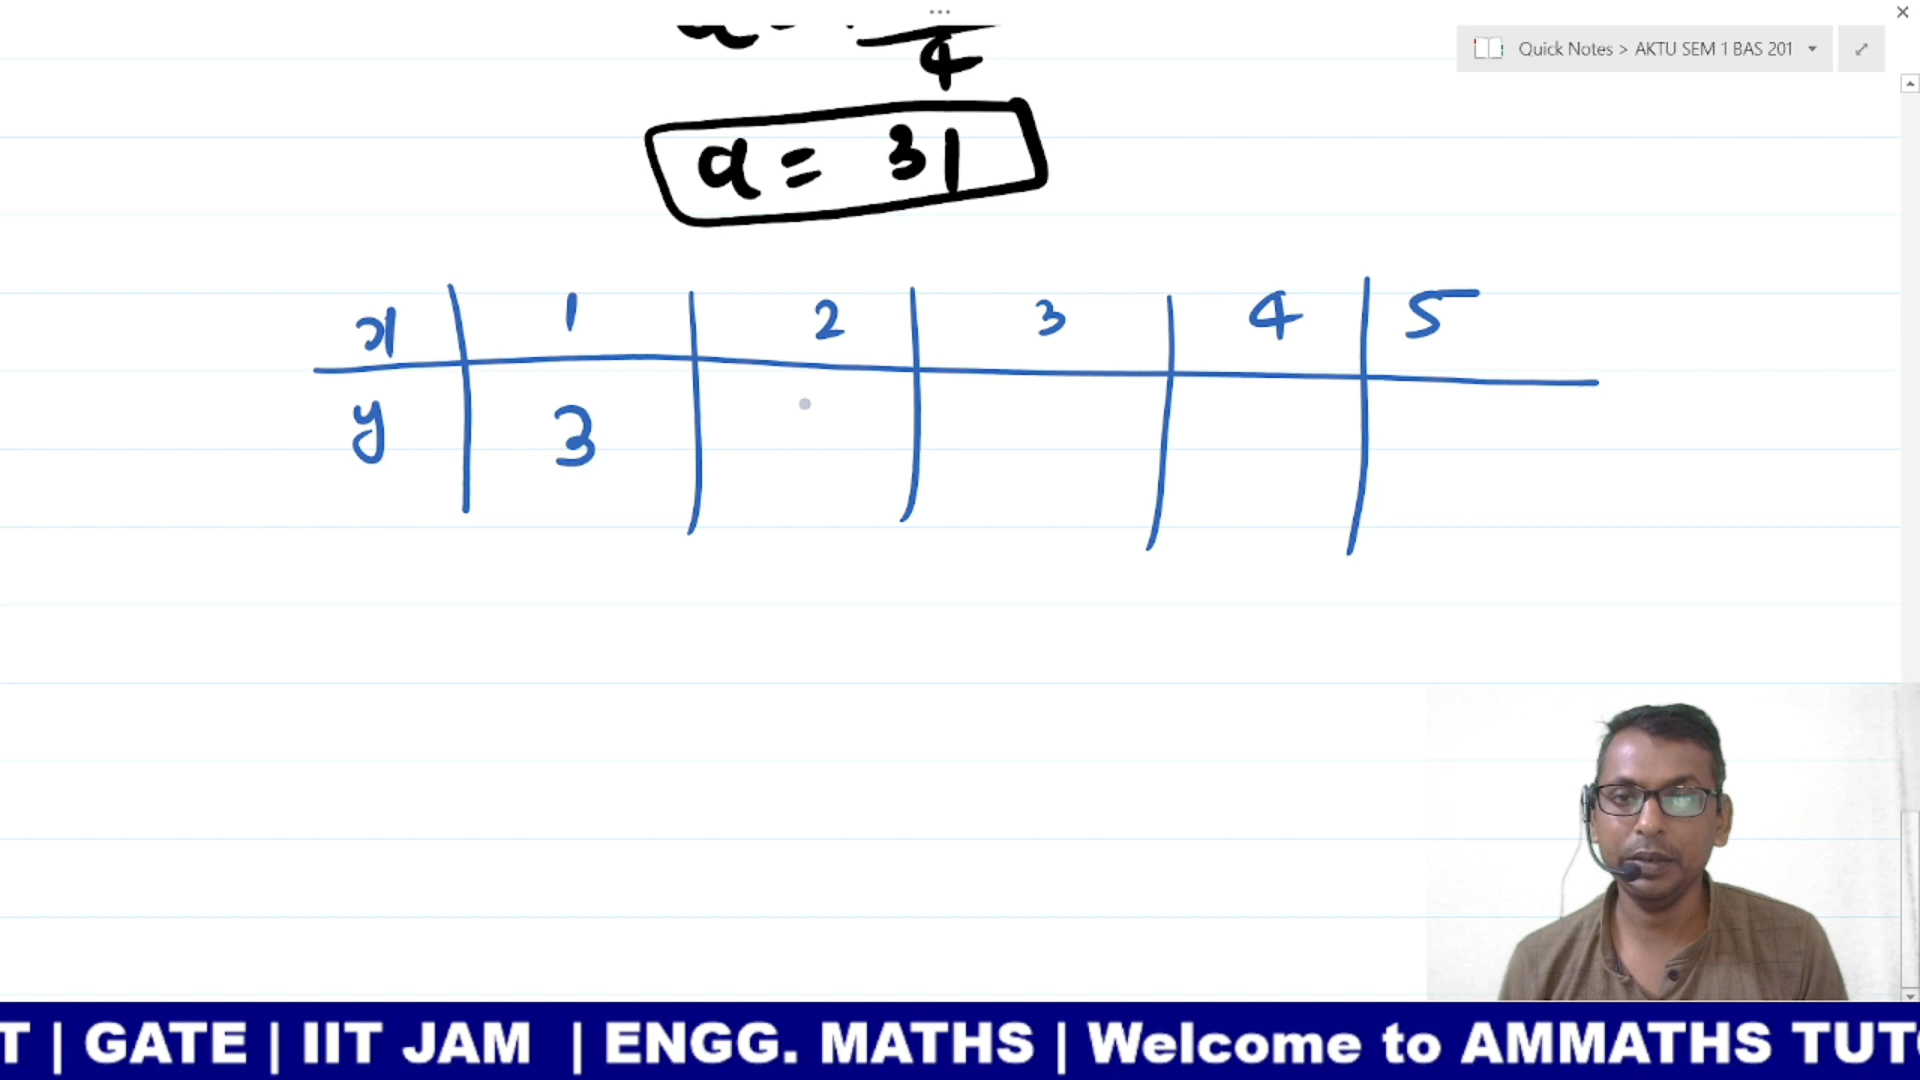 Quick Notes > AKTU SEM 1 BAS 201
4
a = 31
x 1 2 3 4 5
y 3
T | GATE | IIT JAM | ENGG. MATHS | Welcome to AMMATHS TUT